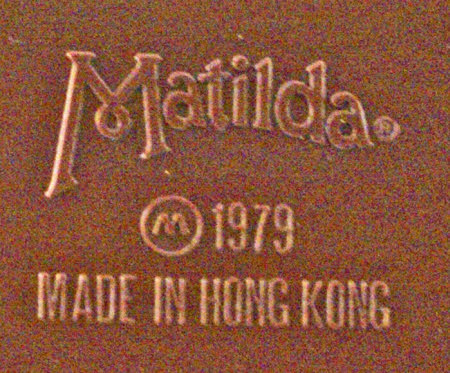 Matilda®
Ⓜ 1979
MADE IN HONG KONG